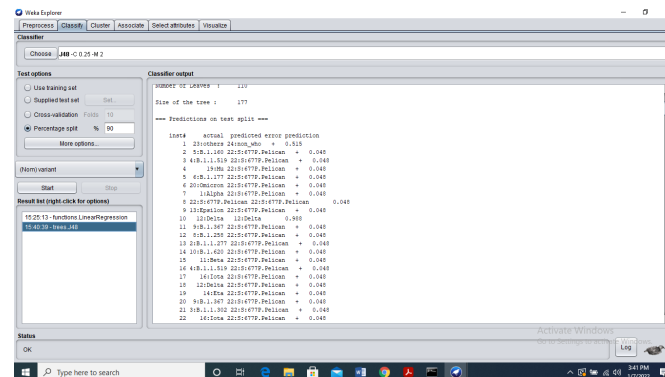 Weka Explorer
Preprocess Classify Cluster Associate Select attributes Visualize
Classifier
Choose J48 -C 0.25 -M 2
Test options
Use training set
Supplied test set Set...
Cross-validation Folds 10
Percentage split % 90
More options...
(Nom) variant
Start Stop
Result list (right-click for options)
15:25:13 - functions.LinearRegression
15:40:39 - trees.J48
Classifier output
Number of Leaves : 110
Size of the tree : 177
=== Predictions on test split ===
inst# actual predicted error prediction
1 23:others 24:non_who + 0.515
2 5:B.1.160 22:S:677P.Pelican + 0.048
3 4:B.1.1.519 22:S:677P.Pelican + 0.048
4 19:Mu 22:S:677P.Pelican + 0.048
5 6:B.1.177 22:S:677P.Pelican + 0.048
6 20:Omicron 22:S:677P.Pelican + 0.048
7 1:Alpha 22:S:677P.Pelican + 0.048
8 22:S:677P.Pelican 22:S:677P.Pelican 0.048
9 13:Epsilon 22:S:677P.Pelican + 0.048
10 12:Delta 12:Delta 0.988
11 9:B.1.367 22:S:677P.Pelican + 0.048
12 8:B.1.258 22:S:677P.Pelican + 0.048
13 2:B.1.1.277 22:S:677P.Pelican + 0.048
14 10:B.1.620 22:S:677P.Pelican + 0.048
15 11:Beta 22:S:677P.Pelican + 0.048
16 4:B.1.1.519 22:S:677P.Pelican + 0.048
17 16:Iota 22:S:677P.Pelican + 0.048
18 12:Delta 22:S:677P.Pelican + 0.048
19 14:Eta 22:S:677P.Pelican + 0.048
20 9:B.1.367 22:S:677P.Pelican + 0.048
21 3:B.1.1.302 22:S:677P.Pelican + 0.048
22 16:Iota 22:S:677P.Pelican + 0.048
Activate Windows
Go to Settings to activate Windows.
Status
OK
Log
Type here to search
3:41 PM